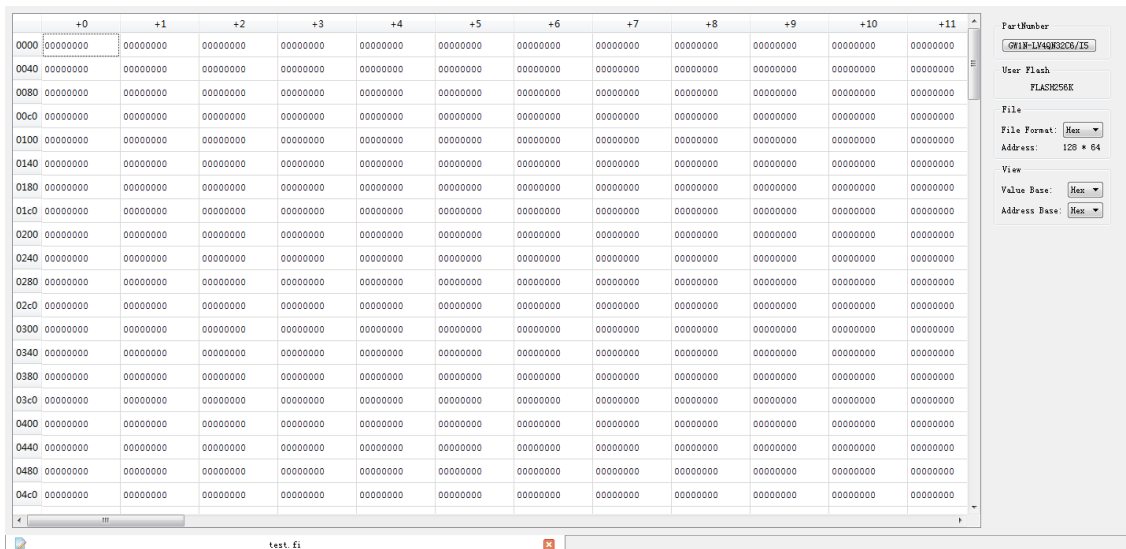 +0 +1 +2 +3 +4 +5 +6 +7 +8 +9 +10 +11
0000 00000000 00000000 00000000 00000000 00000000 00000000 00000000 00000000 00000000 00000000 00000000 00000000
0040 00000000 00000000 00000000 00000000 00000000 00000000 00000000 00000000 00000000 00000000 00000000 00000000
0080 00000000 00000000 00000000 00000000 00000000 00000000 00000000 00000000 00000000 00000000 00000000 00000000
00c0 00000000 00000000 00000000 00000000 00000000 00000000 00000000 00000000 00000000 00000000 00000000 00000000
0100 00000000 00000000 00000000 00000000 00000000 00000000 00000000 00000000 00000000 00000000 00000000 00000000
0140 00000000 00000000 00000000 00000000 00000000 00000000 00000000 00000000 00000000 00000000 00000000 00000000
0180 00000000 00000000 00000000 00000000 00000000 00000000 00000000 00000000 00000000 00000000 00000000 00000000
01c0 00000000 00000000 00000000 00000000 00000000 00000000 00000000 00000000 00000000 00000000 00000000 00000000
0200 00000000 00000000 00000000 00000000 00000000 00000000 00000000 00000000 00000000 00000000 00000000 00000000
0240 00000000 00000000 00000000 00000000 00000000 00000000 00000000 00000000 00000000 00000000 00000000 00000000
0280 00000000 00000000 00000000 00000000 00000000 00000000 00000000 00000000 00000000 00000000 00000000 00000000
02c0 00000000 00000000 00000000 00000000 00000000 00000000 00000000 00000000 00000000 00000000 00000000 00000000
0300 00000000 00000000 00000000 00000000 00000000 00000000 00000000 00000000 00000000 00000000 00000000 00000000
0340 00000000 00000000 00000000 00000000 00000000 00000000 00000000 00000000 00000000 00000000 00000000 00000000
0380 00000000 00000000 00000000 00000000 00000000 00000000 00000000 00000000 00000000 00000000 00000000 00000000
03c0 00000000 00000000 00000000 00000000 00000000 00000000 00000000 00000000 00000000 00000000 00000000 00000000
0400 00000000 00000000 00000000 00000000 00000000 00000000 00000000 00000000 00000000 00000000 00000000 00000000
0440 00000000 00000000 00000000 00000000 00000000 00000000 00000000 00000000 00000000 00000000 00000000 00000000
0480 00000000 00000000 00000000 00000000 00000000 00000000 00000000 00000000 00000000 00000000 00000000 00000000
04c0 00000000 00000000 00000000 00000000 00000000 00000000 00000000 00000000 00000000 00000000 00000000 00000000
test.fi
PartNumber
GW1N-LV4QN32C6/I5
User Flash
FLASH256K
File
File Format: Hex
Address: 128 * 64
View
Value Base: Hex
Address Base: Hex